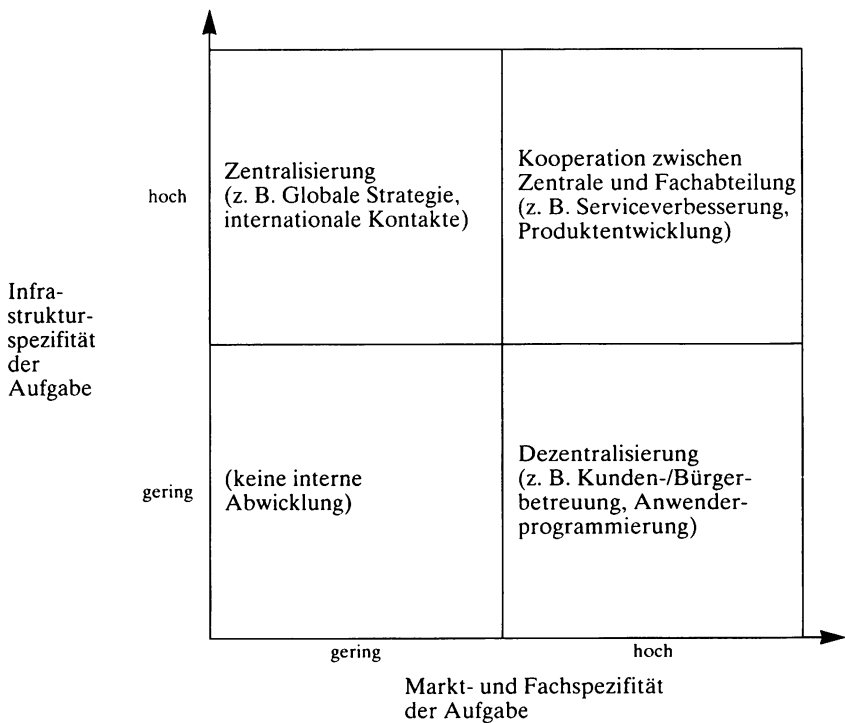 Zentralisierung
(z. B. Globale Strategie,
internationale Kontakte)
Kooperation zwischen
Zentrale und Fachabteilung
(z. B. Serviceverbesserung,
Produktentwicklung)
hoch
Infra-
struktur-
spezifität
der
Aufgabe
gering
(keine interne
Abwicklung)
Dezentralisierung
(z. B. Kunden-/Bürger-
betreuung, Anwender-
programmierung)
gering
hoch
Markt- und Fachspezifität
der Aufgabe